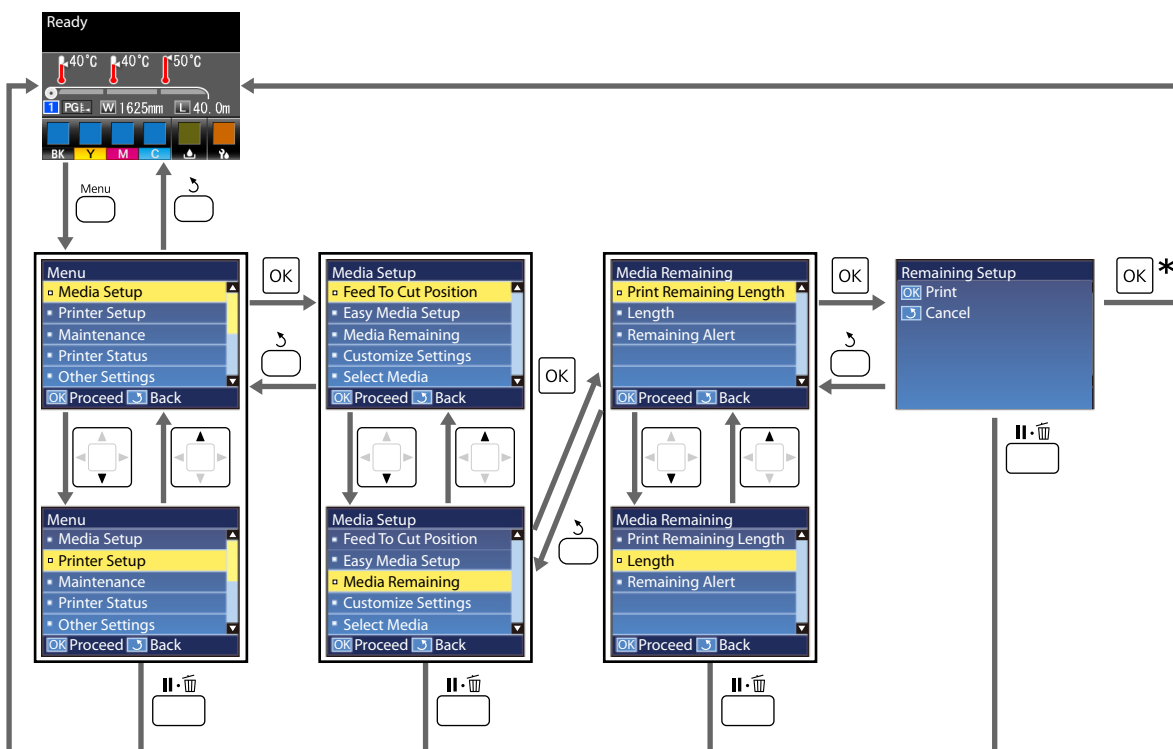 Ready
40°C 40°C 50°C
1 PG W 1625mm L 40.0m
BK Y M C
Menu
Menu
Media Setup
Printer Setup
Maintenance
Printer Status
Other Settings
OK Proceed Back
OK
Media Setup
Feed To Cut Position
Easy Media Setup
Media Remaining
Customize Settings
Select Media
OK Proceed Back
OK
Media Remaining
Print Remaining Length
Length
Remaining Alert
OK Proceed Back
OK
Remaining Setup
OK Print
Cancel
OK *
Menu
Media Setup
Printer Setup
Maintenance
Printer Status
Other Settings
OK Proceed Back
Media Setup
Feed To Cut Position
Easy Media Setup
Media Remaining
Customize Settings
Select Media
OK Proceed Back
Media Remaining
Print Remaining Length
Length
Remaining Alert
OK Proceed Back